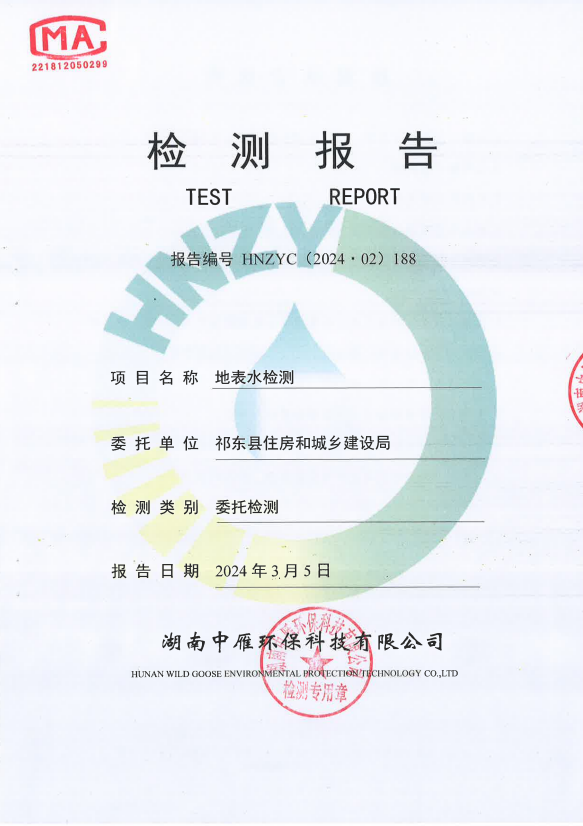 MA
221812050299
检 测 报 告
TEST REPORT
HNZY
报告编号 HNZYC（2024·02）188
项目名称 地表水检测
委托单位 祁东县住房和城乡建设局
检测类别 委托检测
报告日期 2024年3月5日
湖南中雁环保科技有限公司
HUNAN WILD GOOSE ENVIRONMENTAL PROTECTION TECHNOLOGY CO.,LTD
检测专用章